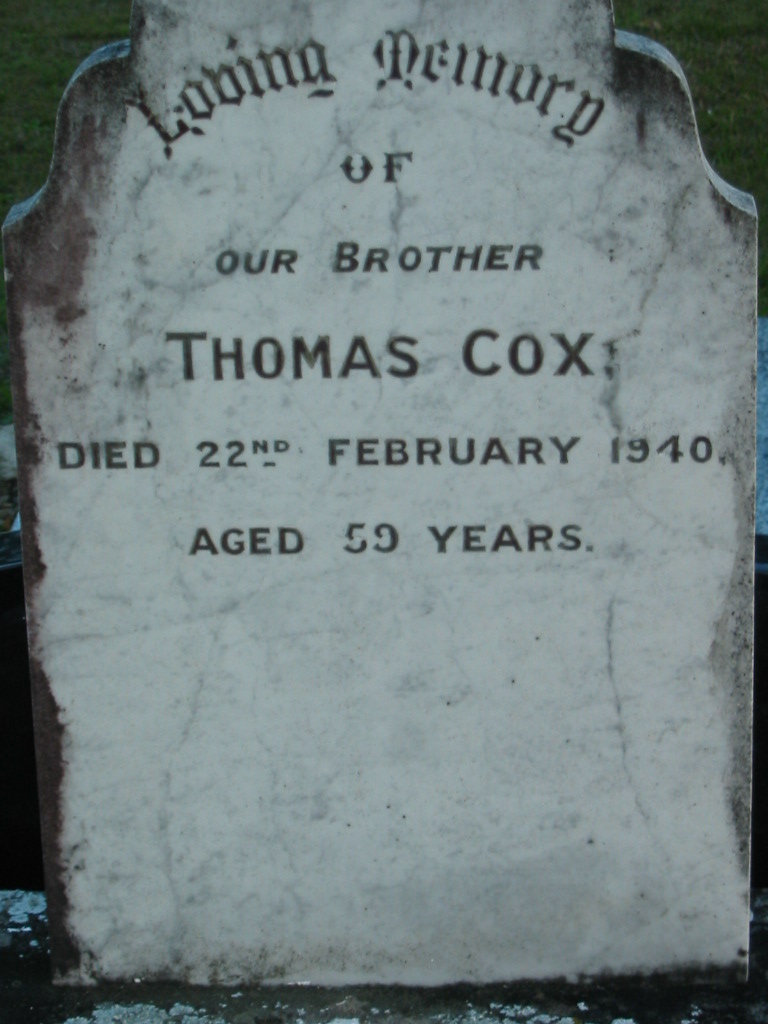 Loving Memory
OF
OUR BROTHER
THOMAS COX.
DIED 22ND FEBRUARY 1940,
AGED 59 YEARS.